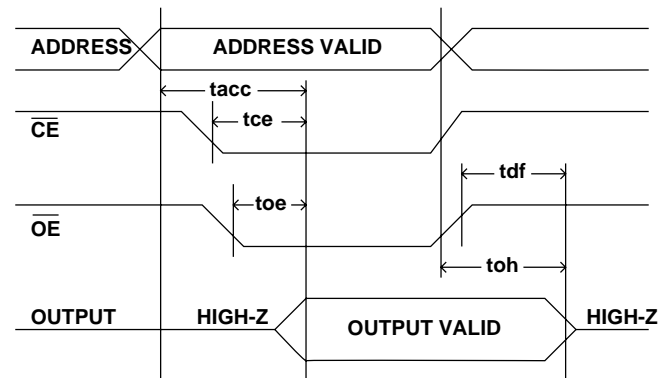 ADDRESS ADDRESS VALID
tacc
tce
CE
tdf
toe
OE
toh
OUTPUT HIGH-Z OUTPUT VALID HIGH-Z